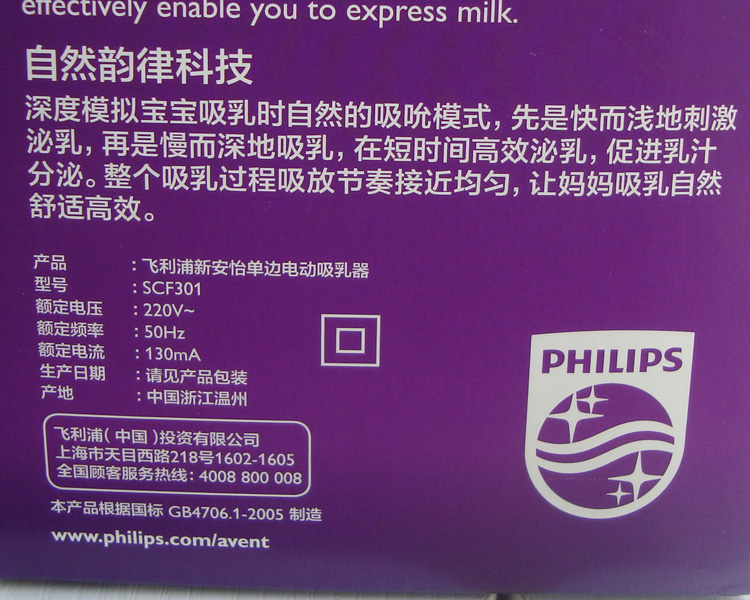 effectively enable you to express milk.
自然韵律科技
深度模拟宝宝吸乳时自然的吸吮模式，先是快而浅地刺激
泌乳，再是慢而深地吸乳，在短时间高效泌乳，促进乳汁
分泌。整个吸乳过程吸放节奏接近均匀，让妈妈吸乳自然
舒适高效。
产品 ：飞利浦新安怡单边电动吸乳器
型号 ：SCF301
额定电压 ：220V~
额定频率 ：50Hz
额定电流 ：130mA
生产日期 ：请见产品包装
产地 ：中国浙江温州
PHILIPS
飞利浦（中国）投资有限公司
上海市天目西路218号1602-1605
全国顾客服务热线：4008 800 008
本产品根据国标 GB4706.1-2005 制造
www.philips.com/avent